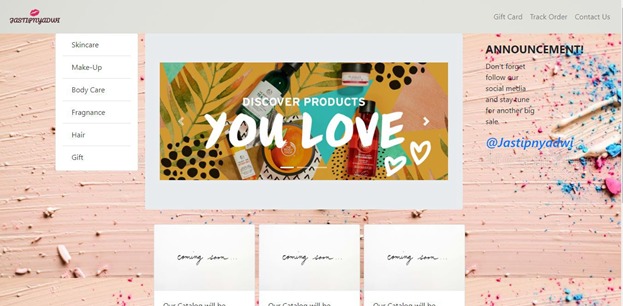 Jastipnyadwi
Gift Card Track Order Contact Us
Skincare
Make-Up
Body Care
Fragnance
Hair
Gift
DISCOVER PRODUCTS
YOU LOVE
ANNOUNCEMENT!
Don't forget
follow our
social metia
and stay tune
for another big
sale.
@Jastipnyadwi
coming soon...
coming soon...
coming soon...
Our Catalog will be
Our Catalog will be
Our Catalog will be